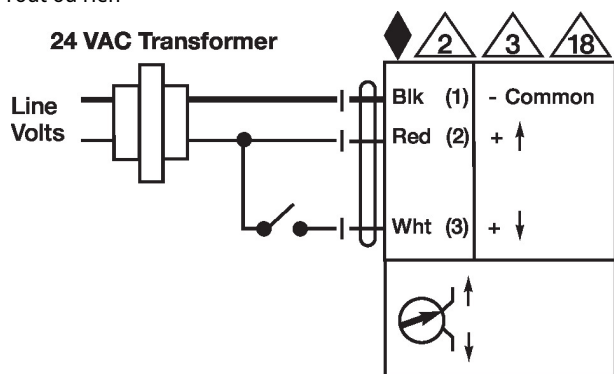 Tout ou rien
24 VAC Transformer
2
3
18
Line
Volts
Blk (1) - Common
Red (2) + ↑
Wht (3) + ↓